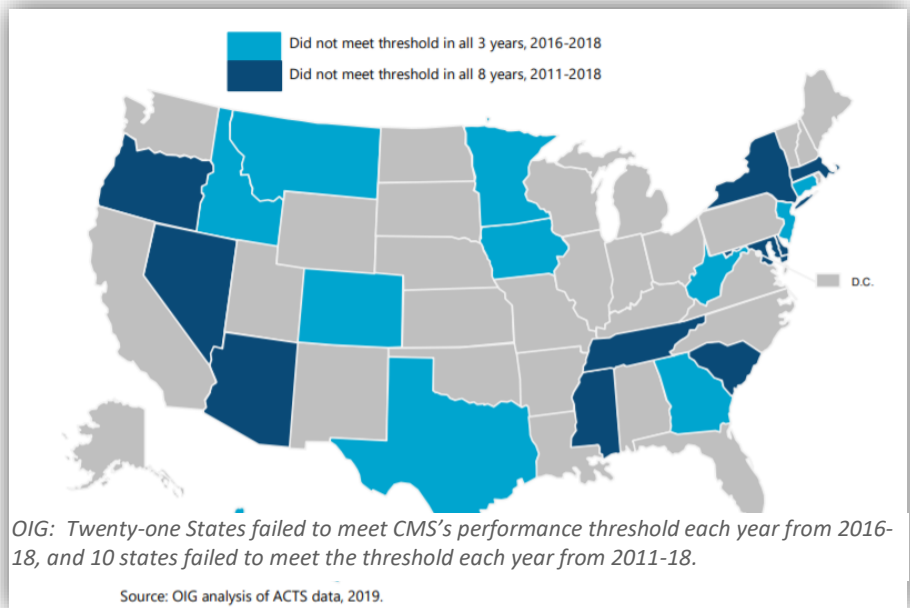 Did not meet threshold in all 3 years, 2016-2018
Did not meet threshold in all 8 years, 2011-2018
D.C.
OIG:  Twenty-one States failed to meet CMS's performance threshold each year from 2016-
18, and 10 states failed to meet the threshold each year from 2011-18.
Source: OIG analysis of ACTS data, 2019.